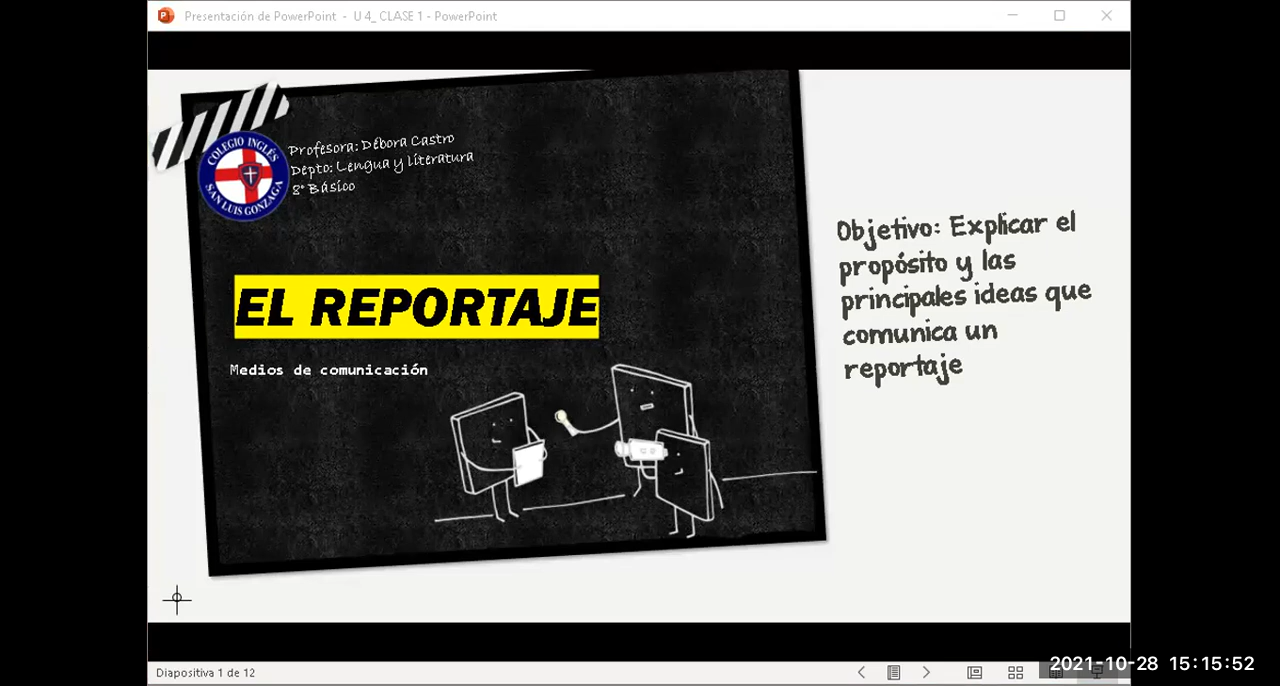 Presentación de PowerPoint - U 4_ CLASE 1 - PowerPoint
COLEGIO INGLÉS
SAN LUIS GONZAGA
Profesora: Débora Castro
Depto: Lengua y Literatura
8° Básico
EL REPORTAJE
Medios de comunicación
Objetivo: Explicar el
propósito y las
principales ideas que
comunica un
reportaje
Diapositiva 1 de 12
2021-10-28 15:15:52